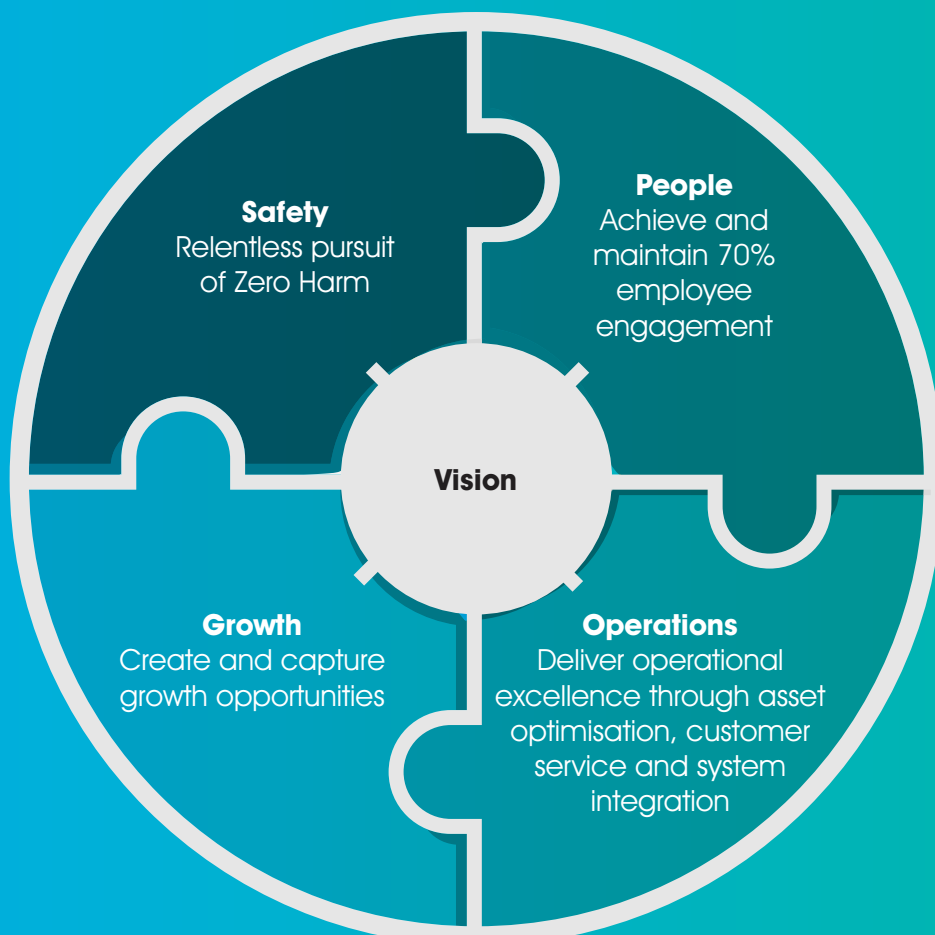 Safety
Relentless pursuit
of Zero Harm
People
Achieve and
maintain 70%
employee
engagement
Vision
Growth
Create and capture
growth opportunities
Operations
Deliver operational
excellence through asset
optimisation, customer
service and system
integration